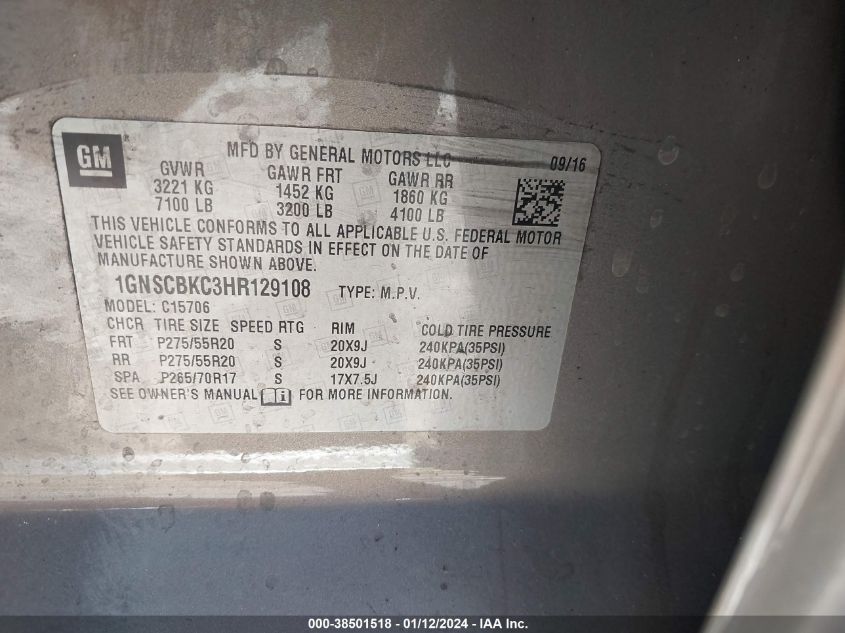 GM
MFD BY GENERAL MOTORS LLC 09/16
GVWR GAWR FRT GAWR RR
3221 KG 1452 KG 1860 KG
7100 LB 3200 LB 4100 LB
THIS VEHICLE CONFORMS TO ALL APPLICABLE U.S. FEDERAL MOTOR
VEHICLE SAFETY STANDARDS IN EFFECT ON THE DATE OF
MANUFACTURE SHOWN ABOVE.
1GNSCBKC3HR129108 TYPE: M.P.V.
MODEL: C15706
CHCR TIRE SIZE SPEED RTG RIM COLD TIRE PRESSURE
FRT P275/55R20 S 20X9J 240KPA(35PSI)
RR P275/55R20 S 20X9J 240KPA(35PSI)
SPA P265/70R17 S 17X7.5J 240KPA(35PSI)
SEE OWNER'S MANUAL i FOR MORE INFORMATION.
000-38501518 - 01/12/2024 - IAA Inc.